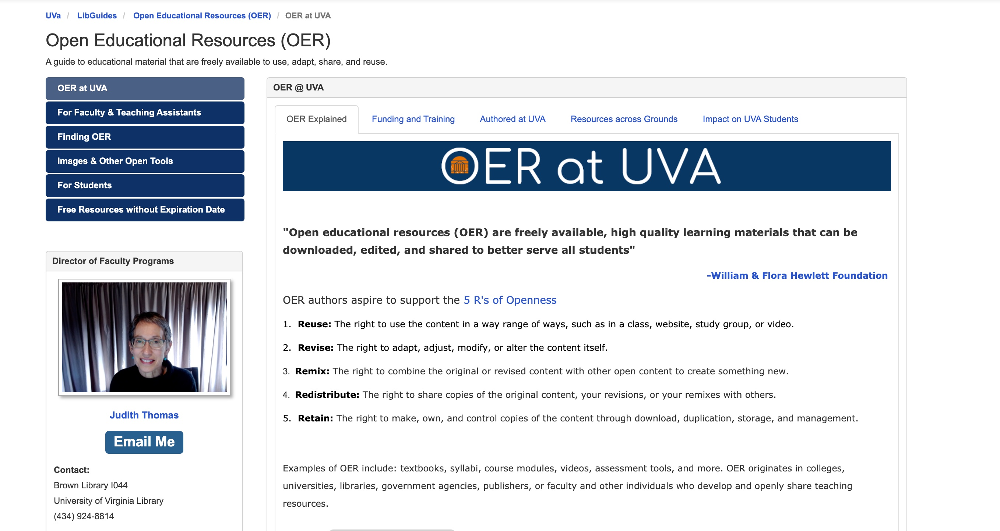 UVa / LibGuides / Open Educational Resources (OER) / OER at UVA
Open Educational Resources (OER)
A guide to educational material that are freely available to use, adapt, share, and reuse.
OER at UVA
For Faculty & Teaching Assistants
Finding OER
Images & Other Open Tools
For Students
Free Resources without Expiration Date
Director of Faculty Programs
Judith Thomas
Email Me
Contact:
Brown Library I044
University of Virginia Library
(434) 924-8814
OER @ UVA
OER Explained Funding and Training Authored at UVA Resources across Grounds Impact on UVA Students
OER at UVA
"Open educational resources (OER) are freely available, high quality learning materials that can be
downloaded, edited, and shared to better serve all students"
-William & Flora Hewlett Foundation
OER authors aspire to support the 5 R's of Openness
1. Reuse: The right to use the content in a way range of ways, such as in a class, website, study group, or video.
2. Revise: The right to adapt, adjust, modify, or alter the content itself.
3. Remix: The right to combine the original or revised content with other open content to create something new.
4. Redistribute: The right to share copies of the original content, your revisions, or your remixes with others.
5. Retain: The right to make, own, and control copies of the content through download, duplication, storage, and management.
Examples of OER include: textbooks, syllabi, course modules, videos, assessment tools, and more. OER originates in colleges,
universities, libraries, government agencies, publishers, or faculty and other individuals who develop and openly share teaching
resources.